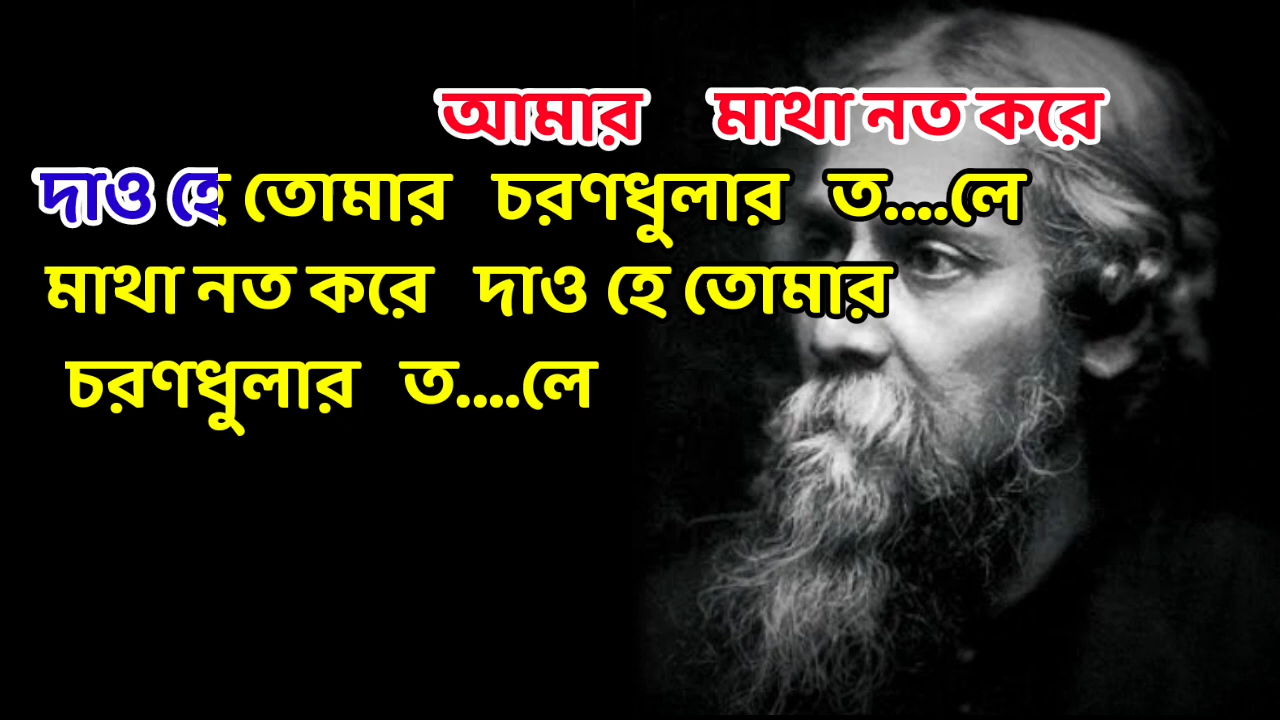 আমার মাথা নত করে
দাও হে তোমার চরণধুলার ত....লে
মাথা নত করে দাও হে তোমার
চরণধুলার ত....লে